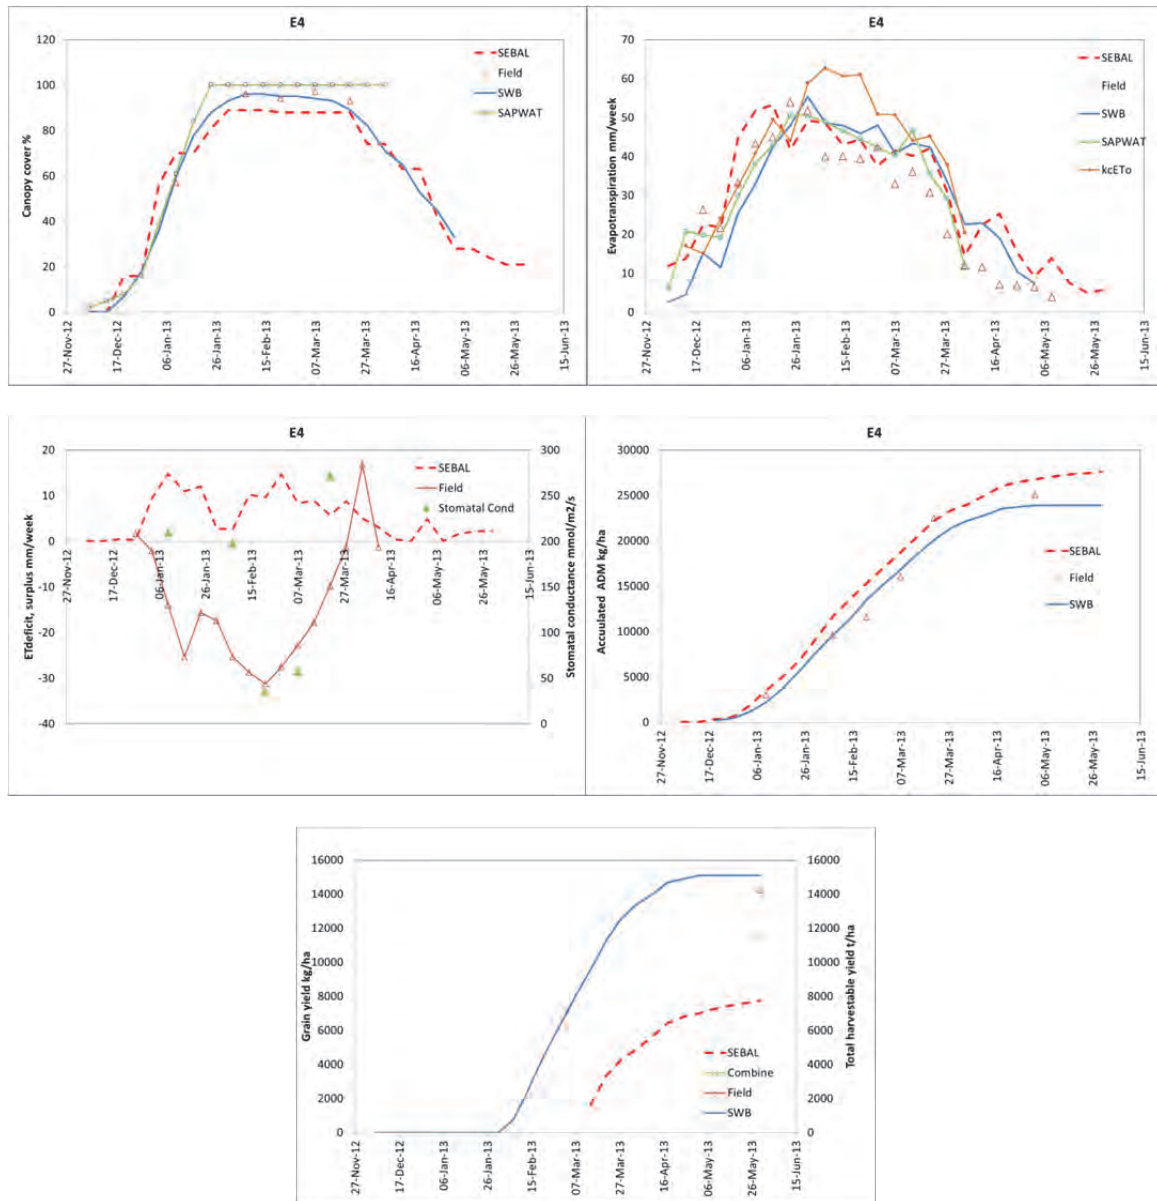 E4
120
100
80
60
40
20
0
Canopy cover %
27-Nov-12
17-Dec-12
06-Jan-13
26-Jan-13
15-Feb-13
07-Mar-13
27-Mar-13
16-Apr-13
06-May-13
26-May-13
15-Jun-13
SEBAL
Field
SWB
SAPWAT
E4
70
60
50
40
30
20
10
0
Evapotranspiration mm/week
27-Nov-12
17-Dec-12
06-Jan-13
26-Jan-13
15-Feb-13
07-Mar-13
27-Mar-13
16-Apr-13
06-May-13
26-May-13
15-Jun-13
SEBAL
Field
SWB
SAPWAT
kcETo
E4
20
10
0
-10
-20
-30
-40
ETdeficit, surplus mm/week
27-Nov-12
17-Dec-12
06-Jan-13
26-Jan-13
15-Feb-13
07-Mar-13
27-Mar-13
16-Apr-13
06-May-13
26-May-13
15-Jun-13
300
250
200
150
100
50
0
Stomatal conductance mmol/m2/s
SEBAL
Field
Stomatal Cond
E4
30000
25000
20000
15000
10000
5000
0
Accuulated ADM kg/ha
27-Nov-12
17-Dec-12
06-Jan-13
26-Jan-13
15-Feb-13
07-Mar-13
27-Mar-13
16-Apr-13
06-May-13
26-May-13
15-Jun-13
SEBAL
Field
SWB
16000
14000
12000
10000
8000
6000
4000
2000
0
Grain yield kg/ha
27-Nov-12
17-Dec-12
06-Jan-13
26-Jan-13
15-Feb-13
07-Mar-13
27-Mar-13
16-Apr-13
06-May-13
26-May-13
15-Jun-13
16000
14000
12000
10000
8000
6000
4000
2000
0
Total harvestable yield t/ha
SEBAL
Combine
Field
SWB